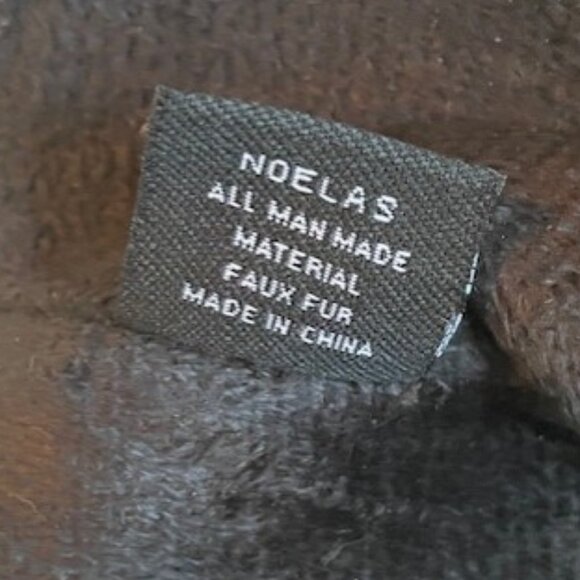 NOELAS
ALL MAN MADE
MATERIAL
FAUX FUR
MADE IN CHINA